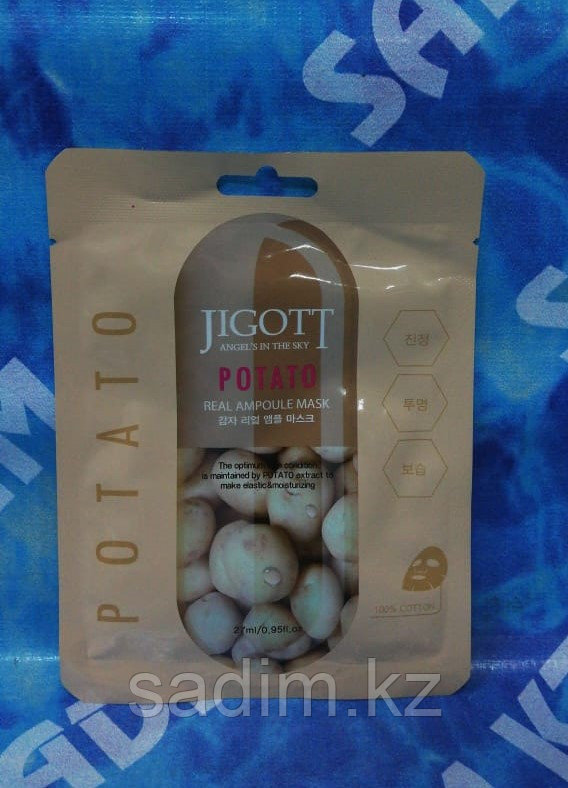 JIGOTT
ANGEL'S IN THE SKY
POTATO
REAL AMPOULE MASK
감자 리얼 앰플 마스크
The optimum skin condition
is maintained by POTATO extract to
make elastic&moisturizing
27ml/0.95fl.oz
POTATO
진정
투명
보습
100% COTTON
sadim.kz